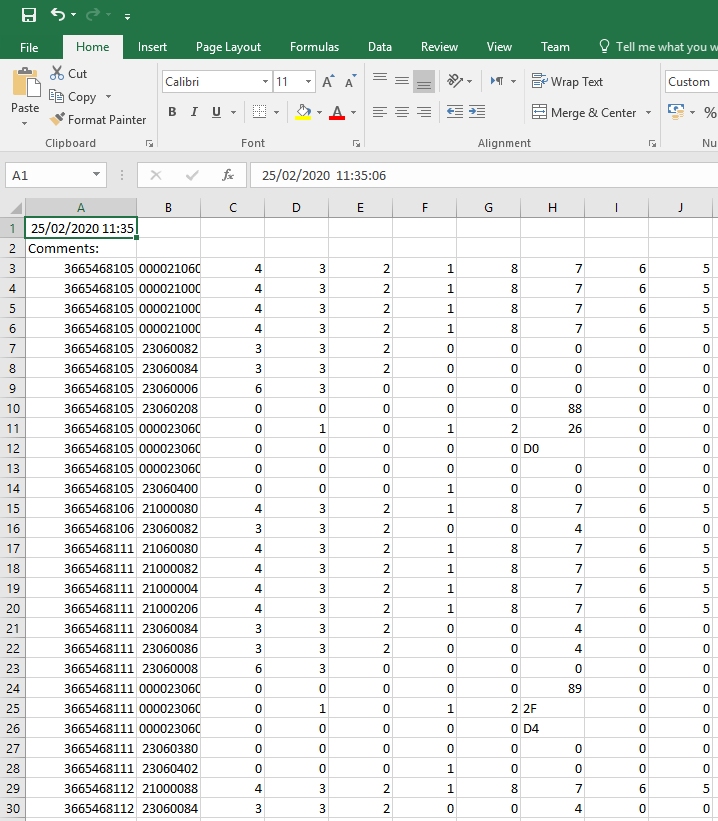 File Home Insert Page Layout Formulas Data Review View Team Tell me what you w
Cut
Copy
Format Painter
Paste
Calibri 11 A A
B I U A
Wrap Text
Merge & Center
Custom
%
Clipboard Font Alignment Nu
A1 fx 25/02/2020 11:35:06
A B C D E F G H I J
1 25/02/2020 11:35
2 Comments:
3 3665468105 000021060 4 3 2 1 8 7 6 5
4 3665468105 000021000 4 3 2 1 8 7 6 5
5 3665468105 000021000 4 3 2 1 8 7 6 5
6 3665468105 000021000 4 3 2 1 8 7 6 5
7 3665468105 23060082 3 3 2 0 0 0 0 0
8 3665468105 23060084 3 3 2 0 0 0 0 0
9 3665468105 23060006 6 3 0 0 0 0 0 0
10 3665468105 23060208 0 0 0 0 0 88 0 0
11 3665468105 000023060 0 1 0 1 2 26 0 0
12 3665468105 000023060 0 0 0 0 0 D0 0 0
13 3665468105 000023060 0 0 0 0 0 0 0 0
14 3665468105 23060400 0 0 0 1 0 0 0 0
15 3665468106 21000080 4 3 2 1 8 7 6 5
16 3665468106 23060082 3 3 2 0 0 4 0 0
17 3665468111 21060080 4 3 2 1 8 7 6 5
18 3665468111 21000082 4 3 2 1 8 7 6 5
19 3665468111 21000004 4 3 2 1 8 7 6 5
20 3665468111 21000206 4 3 2 1 8 7 6 5
21 3665468111 23060084 3 3 2 0 0 4 0 0
22 3665468111 23060086 3 3 2 0 0 4 0 0
23 3665468111 23060008 6 3 0 0 0 0 0 0
24 3665468111 000023060 0 0 0 0 0 89 0 0
25 3665468111 000023060 0 1 0 1 2 2F 0 0
26 3665468111 000023060 0 0 0 0 0 D4 0 0
27 3665468111 23060380 0 0 0 0 0 0 0 0
28 3665468111 23060402 0 0 0 1 0 0 0 0
29 3665468112 21000088 4 3 2 1 8 7 6 5
30 3665468112 23060084 3 3 2 0 0 4 0 0